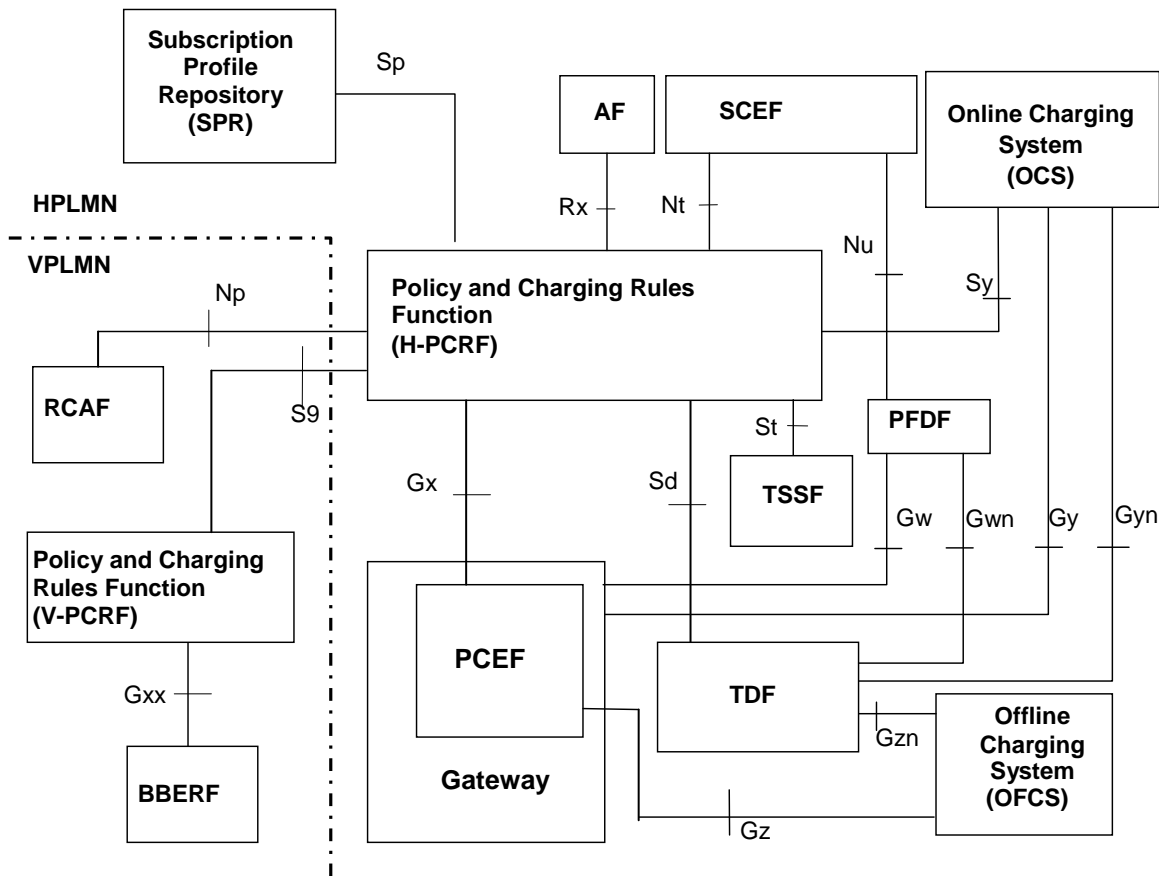 Subscription
Profile
Repository
(SPR)
Sp
AF
SCEF
Online Charging
System
(OCS)
HPLMN
Rx
Nt
Nu
Sy
VPLMN
Np
Policy and Charging Rules
Function
(H-PCRF)
RCAF
S9
PFDF
St
Gx
Sd
TSSF
Gw
Gwn
Gy
Gyn
Policy and Charging
Rules Function
(V-PCRF)
PCEF
TDF
Gxx
Gzn
Offline
Charging
System
(OFCS)
BBERF
Gateway
Gz